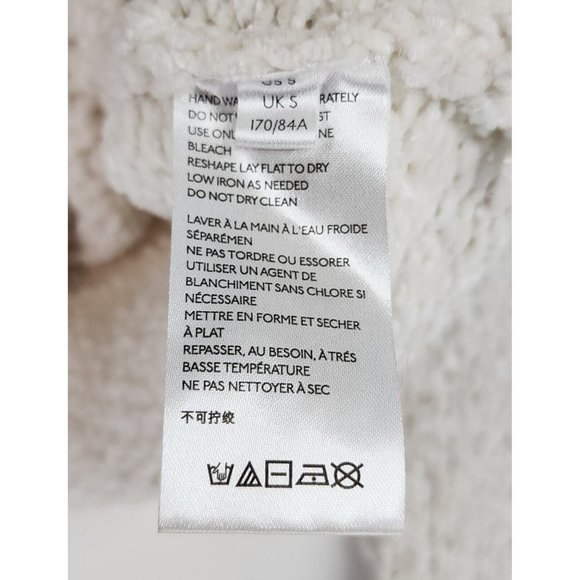 UK S
170/84A
HAND WA RATELY
DO NOT ST
USE ONL NE
BLEACH
RESHAPE LAY FLAT TO DRY
LOW IRON AS NEEDED
DO NOT DRY CLEAN
LAVER À LA MAIN À L'EAU FROIDE
SÉPARÉMEN
NE PAS TORDRE OU ESSORER
UTILISER UN AGENT DE
BLANCHIMENT SANS CHLORE SI
NÉCESSAIRE
METTRE EN FORME ET SECHER
À PLAT
REPASSER, AU BESOIN, À TRÉS
BASSE TEMPÉRATURE
NE PAS NETTOYER À SEC
不可拧绞